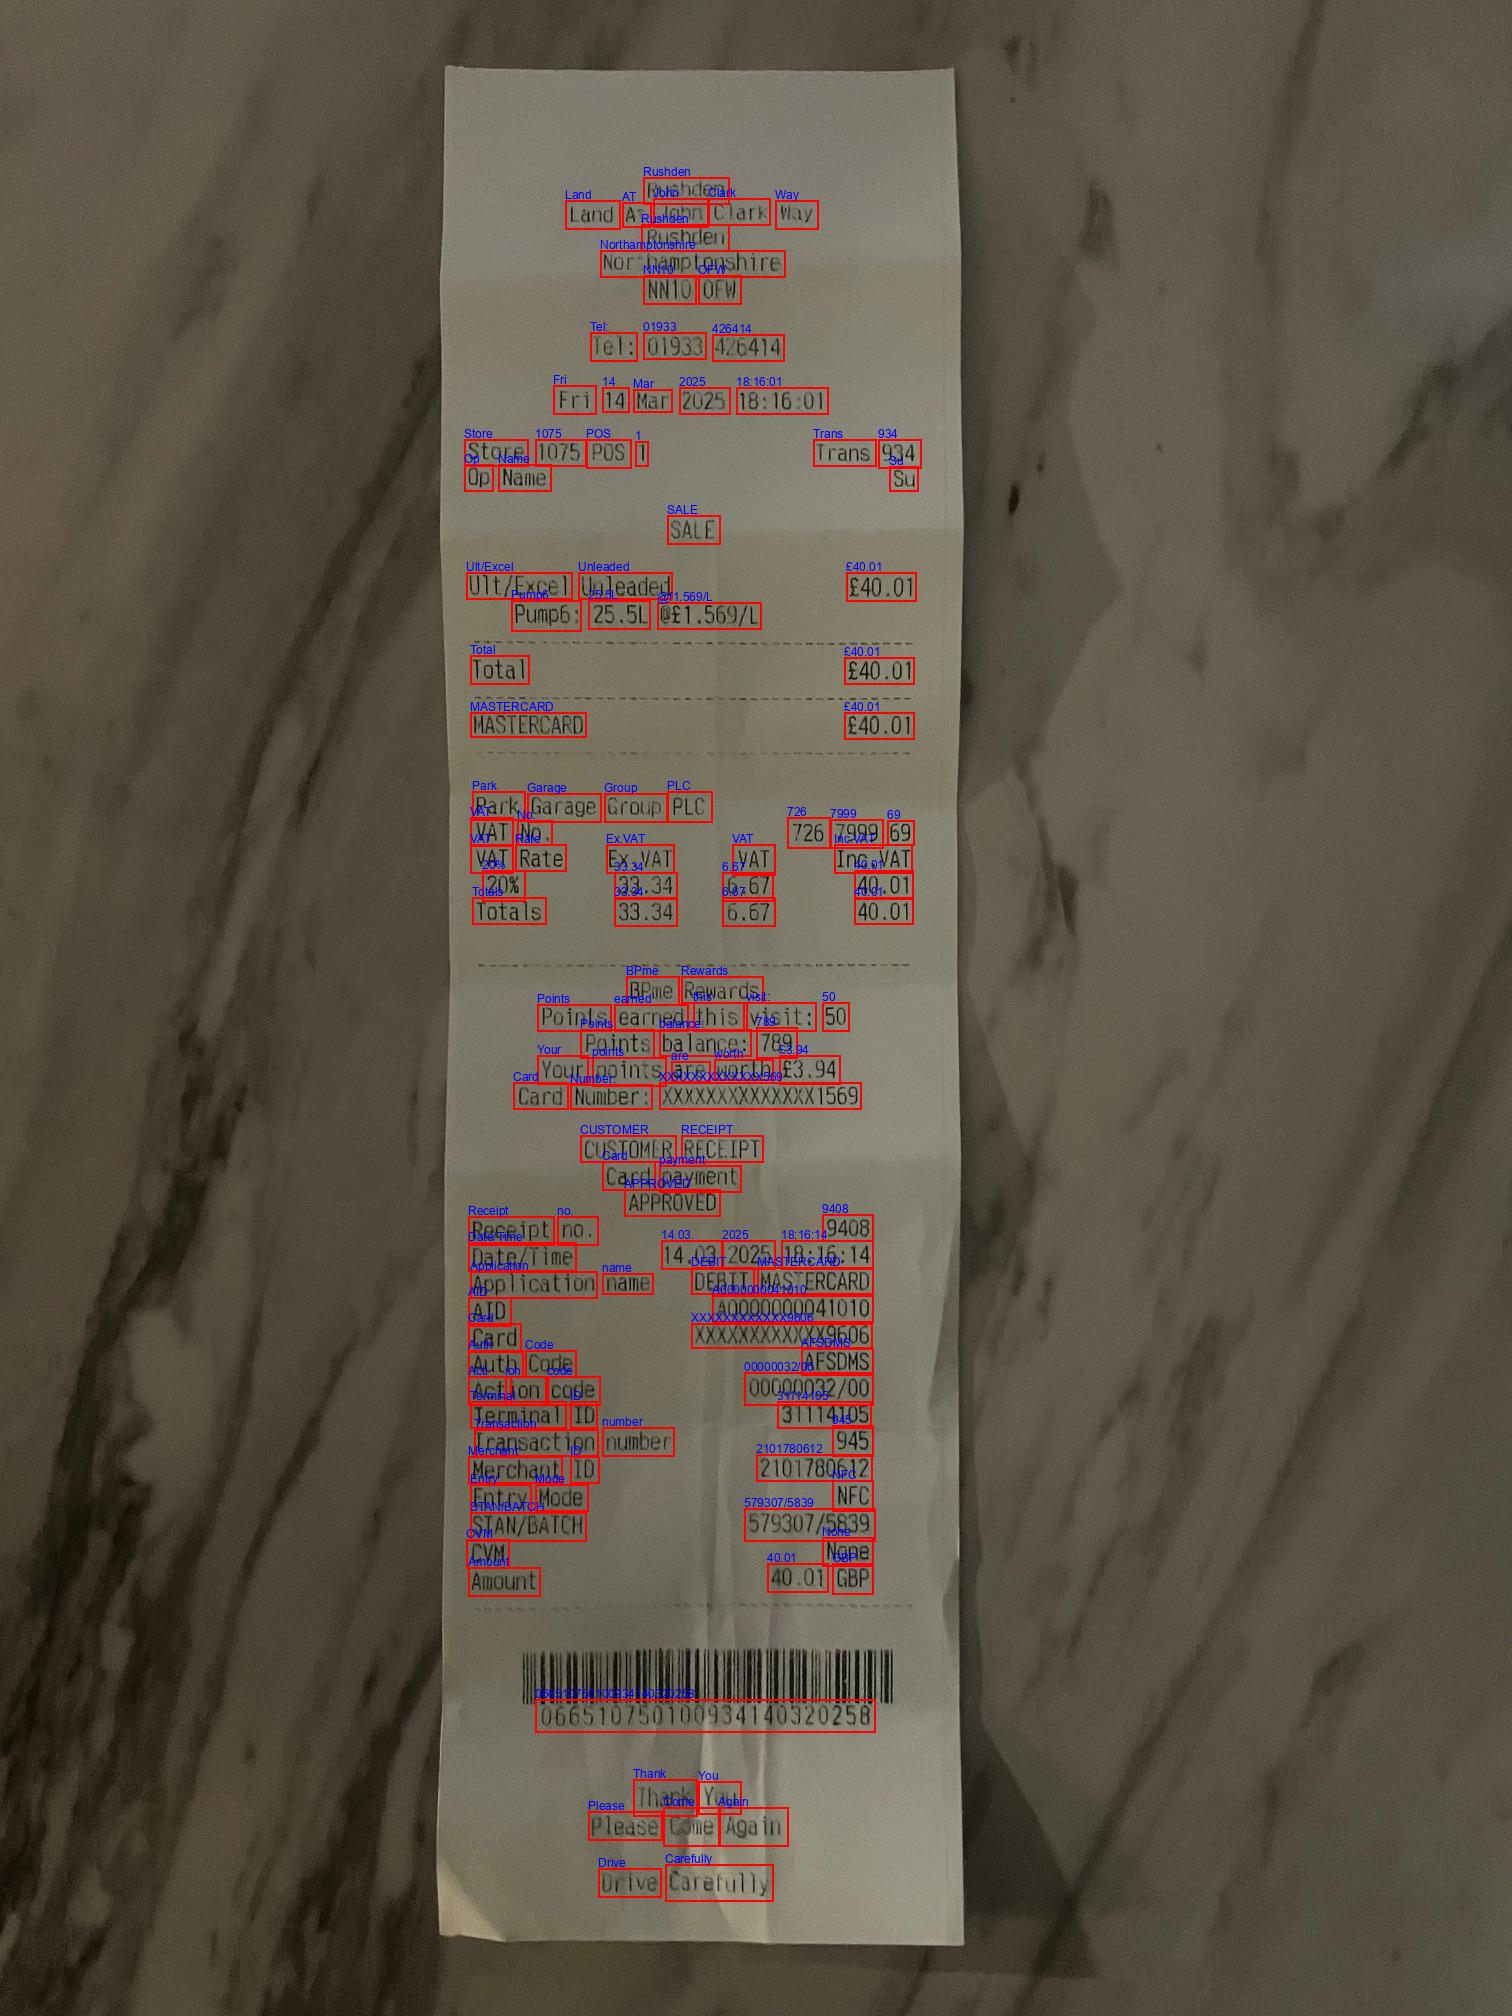 Rushden
Land AT John Clark Way
Rushden
Northamptonshire
NN10 0FW
Tel: 01933 426414
Fri 14 Mar 2025 18:16:01
Store 1075 POS 1 Trans 934
Op Name Su
SALE
Ult/Excel Unleaded £40.01
Pump6: 25.5L @£1.569/L
Total £40.01
MASTERCARD £40.01
Park Garage Group PLC
VAT No. 726 7999 69
VAT Rate Ex.VAT VAT Inc.VAT
20% 33.34 6.67 40.01
Totals 33.34 6.67 40.01
BPme Rewards
Points earned this visit: 50
Points balance: 789
Your points are worth £3.94
Card Number: XXXXXXXXXXXXXX1569
CUSTOMER RECEIPT
Card payment
APPROVED
Receipt no. 9408
Date/Time 14.03.2025 18:16:14
Application name DEBIT MASTERCARD
AID A0000000041010
Card XXXXXXXXXXXX9606
Auth Code AFSDMS
Action code 00000032/00
Terminal ID 31114105
Transaction number 945
Merchant ID 2101780612
Entry Mode NFC
STAN/BATCH 579307/5839
CVM None
Amount 40.01 GBP
066510750100934140320258
Thank You
Please Come Again
Drive Carefully